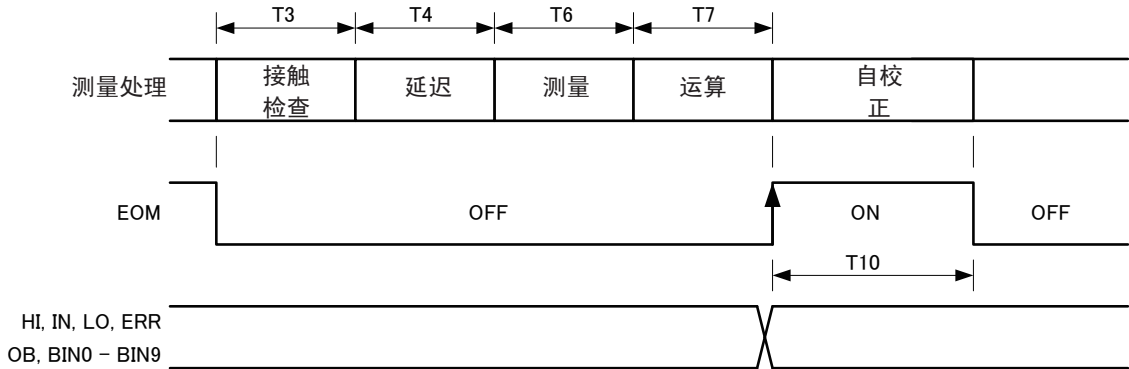 T3 T4 T6 T7
测量处理 接触检查 延迟 测量 运算 自校正
EOM OFF ON OFF
T10
HI, IN, LO, ERR
OB, BIN0 - BIN9